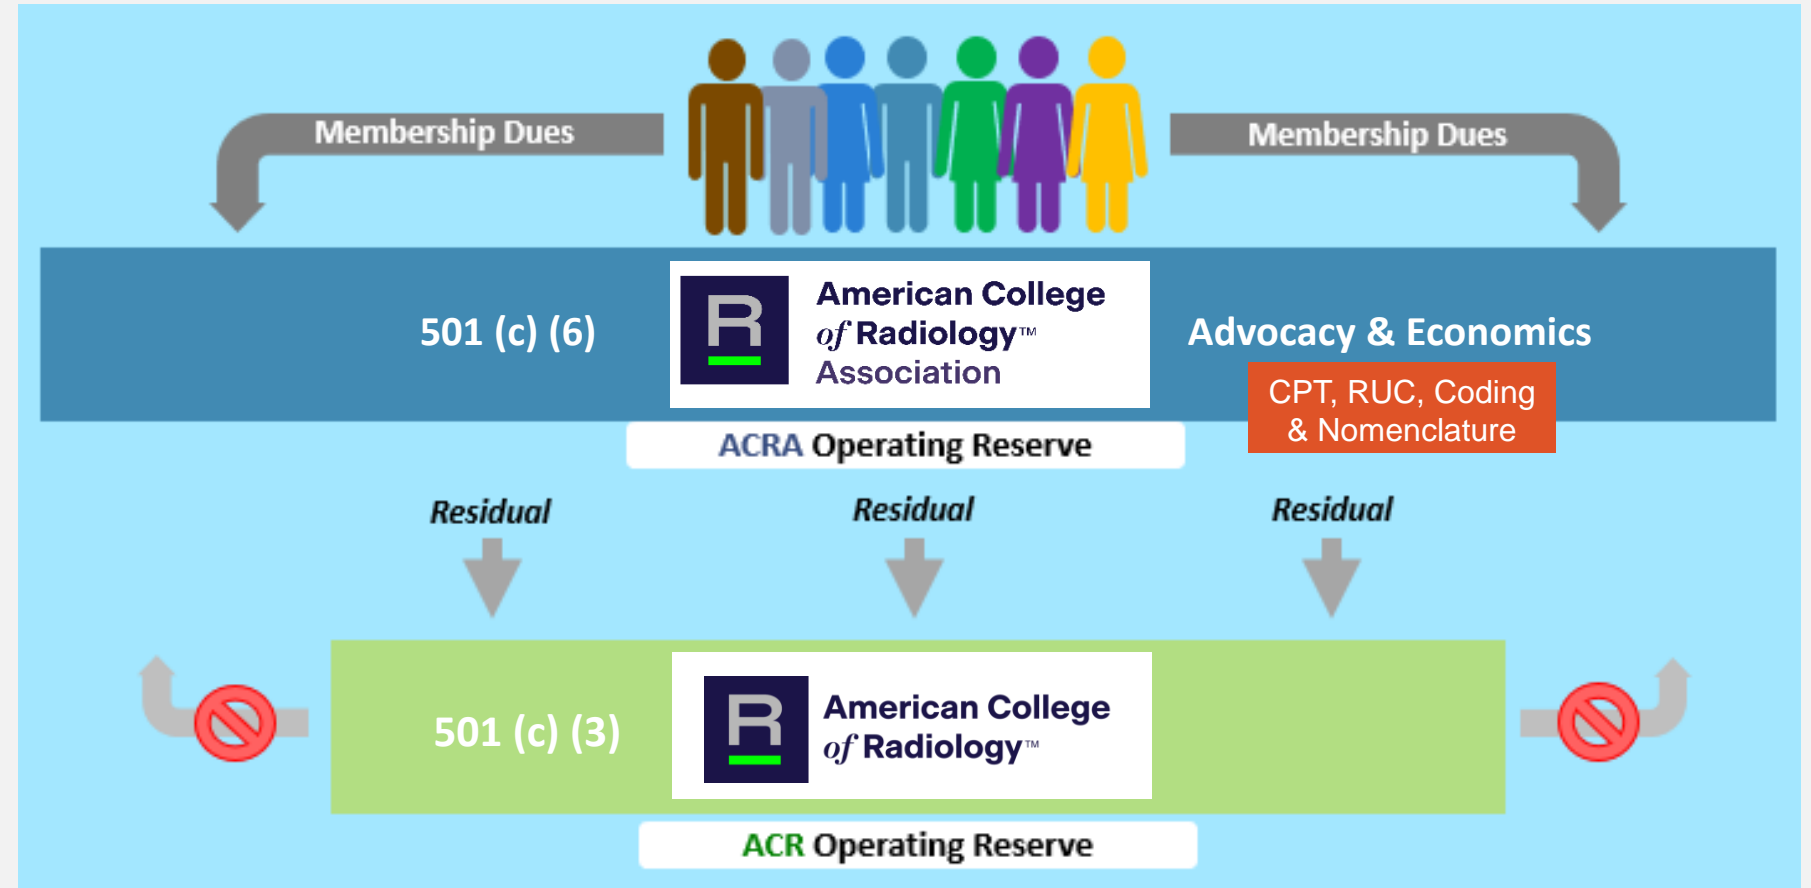 Membership Dues
Membership Dues
501 (c) (6)
R
American College
of Radiology™
Association
Advocacy & Economics
CPT, RUC, Coding
& Nomenclature
ACRA Operating Reserve
Residual
Residual
Residual
501 (c) (3)
R
American College
of Radiology™
ACR Operating Reserve